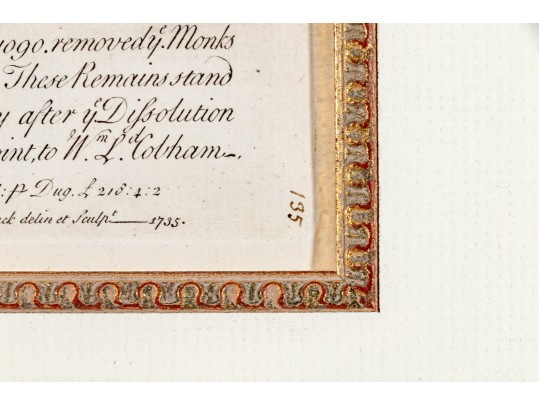 1090. removed yᵉ. Monks
These Remains stand
after yᵉ Dissolution
to Wᵐ. Lᵈ. Cobham.
Dug. £ 218: 4: 2
delin et Sculpᵗ 1735.
135